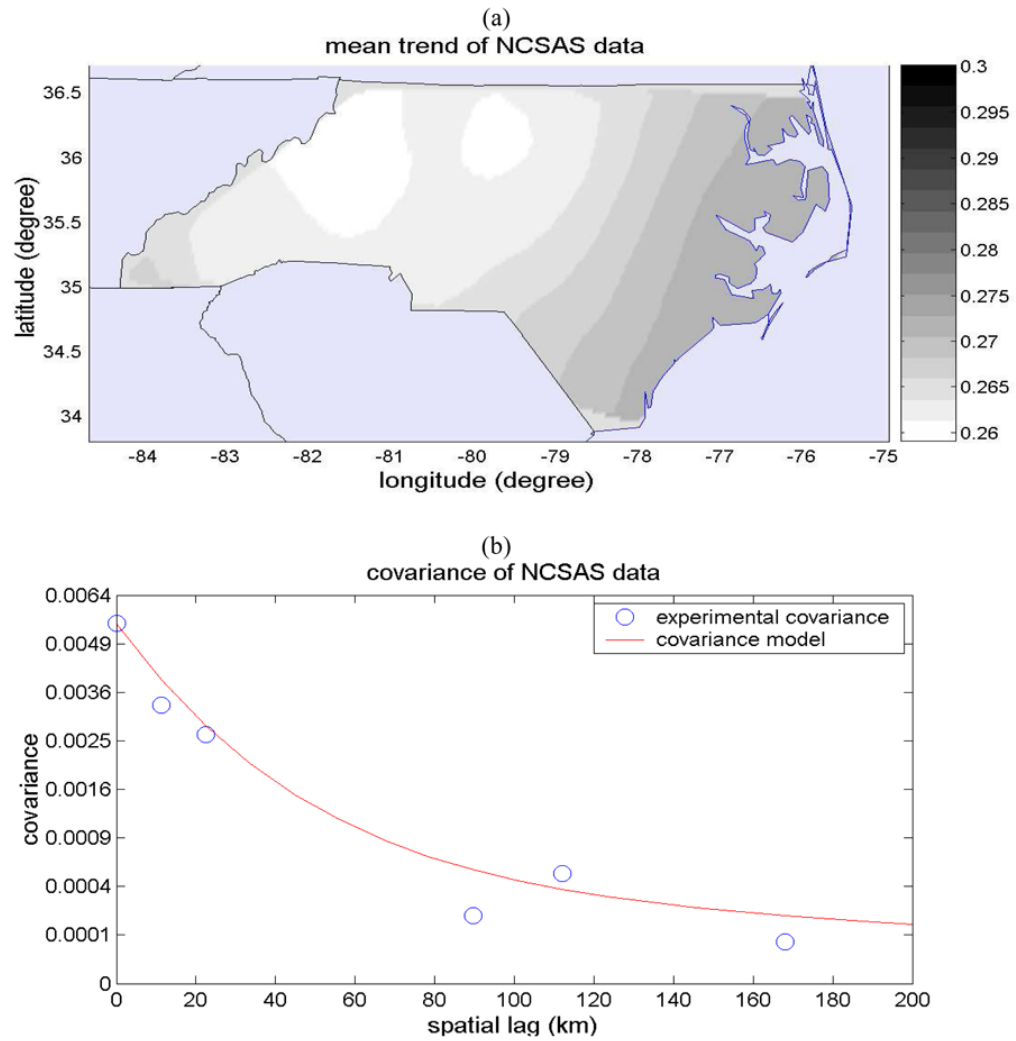 (a)
mean trend of NCSAS data
36.5
36
35.5
35
34.5
34
latitude (degree)
-84 -83 -82 -81 -80 -79 -78 -77 -76 -75
longitude (degree)
0.3
0.295
0.29
0.285
0.28
0.275
0.27
0.265
0.26
(b)
covariance of NCSAS data
0.0064
0.0049
0.0036
0.0025
0.0016
0.0009
0.0004
0.0001
0
covariance
experimental covariance
covariance model
0 20 40 60 80 100 120 140 160 180 200
spatial lag (km)